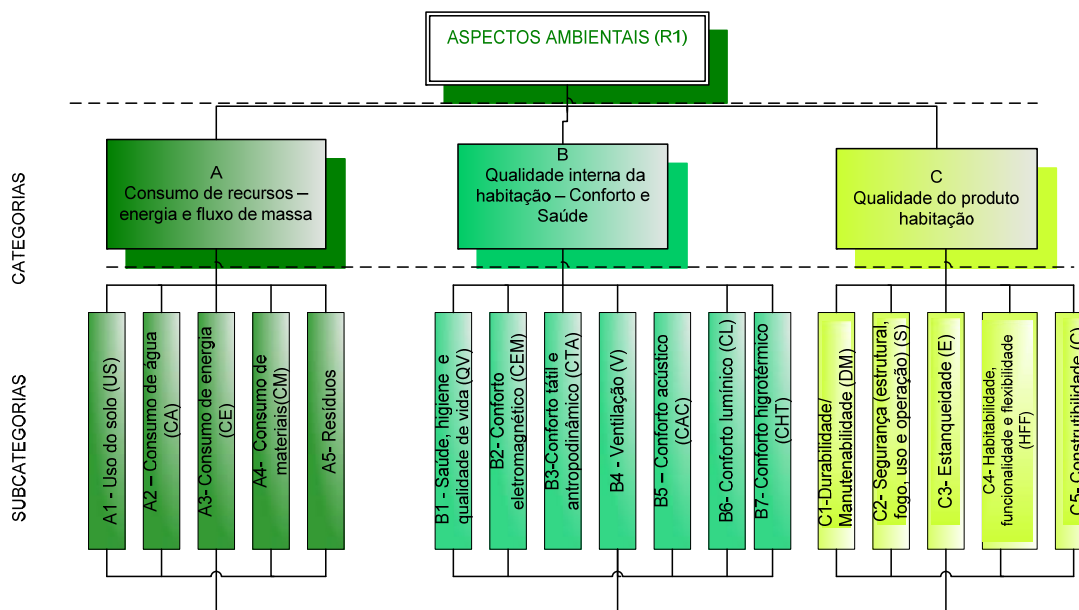 ASPECTOS AMBIENTAIS (R1)
CATEGORIAS
A
Consumo de recursos –
energia e fluxo de massa
B
Qualidade interna da
habitação – Conforto e
Saúde
C
Qualidade do produto
habitação
SUBCATEGORIAS
A1 - Uso do solo (US)
A2 – Consumo de água
(CA)
A3- Consumo de energia
(CE)
A4- Consumo de
materiais(CM)
A5- Resíduos
B1 - Saúde, higiene e
qualidade de vida (QV)
B2- Conforto
eletromagnético (CEM)
B3-Conforto tátil e
antropodinâmico (CTA)
B4 - Ventilação (V)
B5 – Conforto acústico
(CAC)
B6- Conforto lumínico (CL)
B7- Conforto higrotérmico
(CHT)
C1-Durabilidade/
Manutenabilidade (DM)
C2- Segurança (estrutural,
fogo, uso e operação) (S)
C3- Estanqueidade (E)
C4- Habitabilidade,
funcionalidade e flexibilidade
(HFF)
C5- Construtibilidade (C)